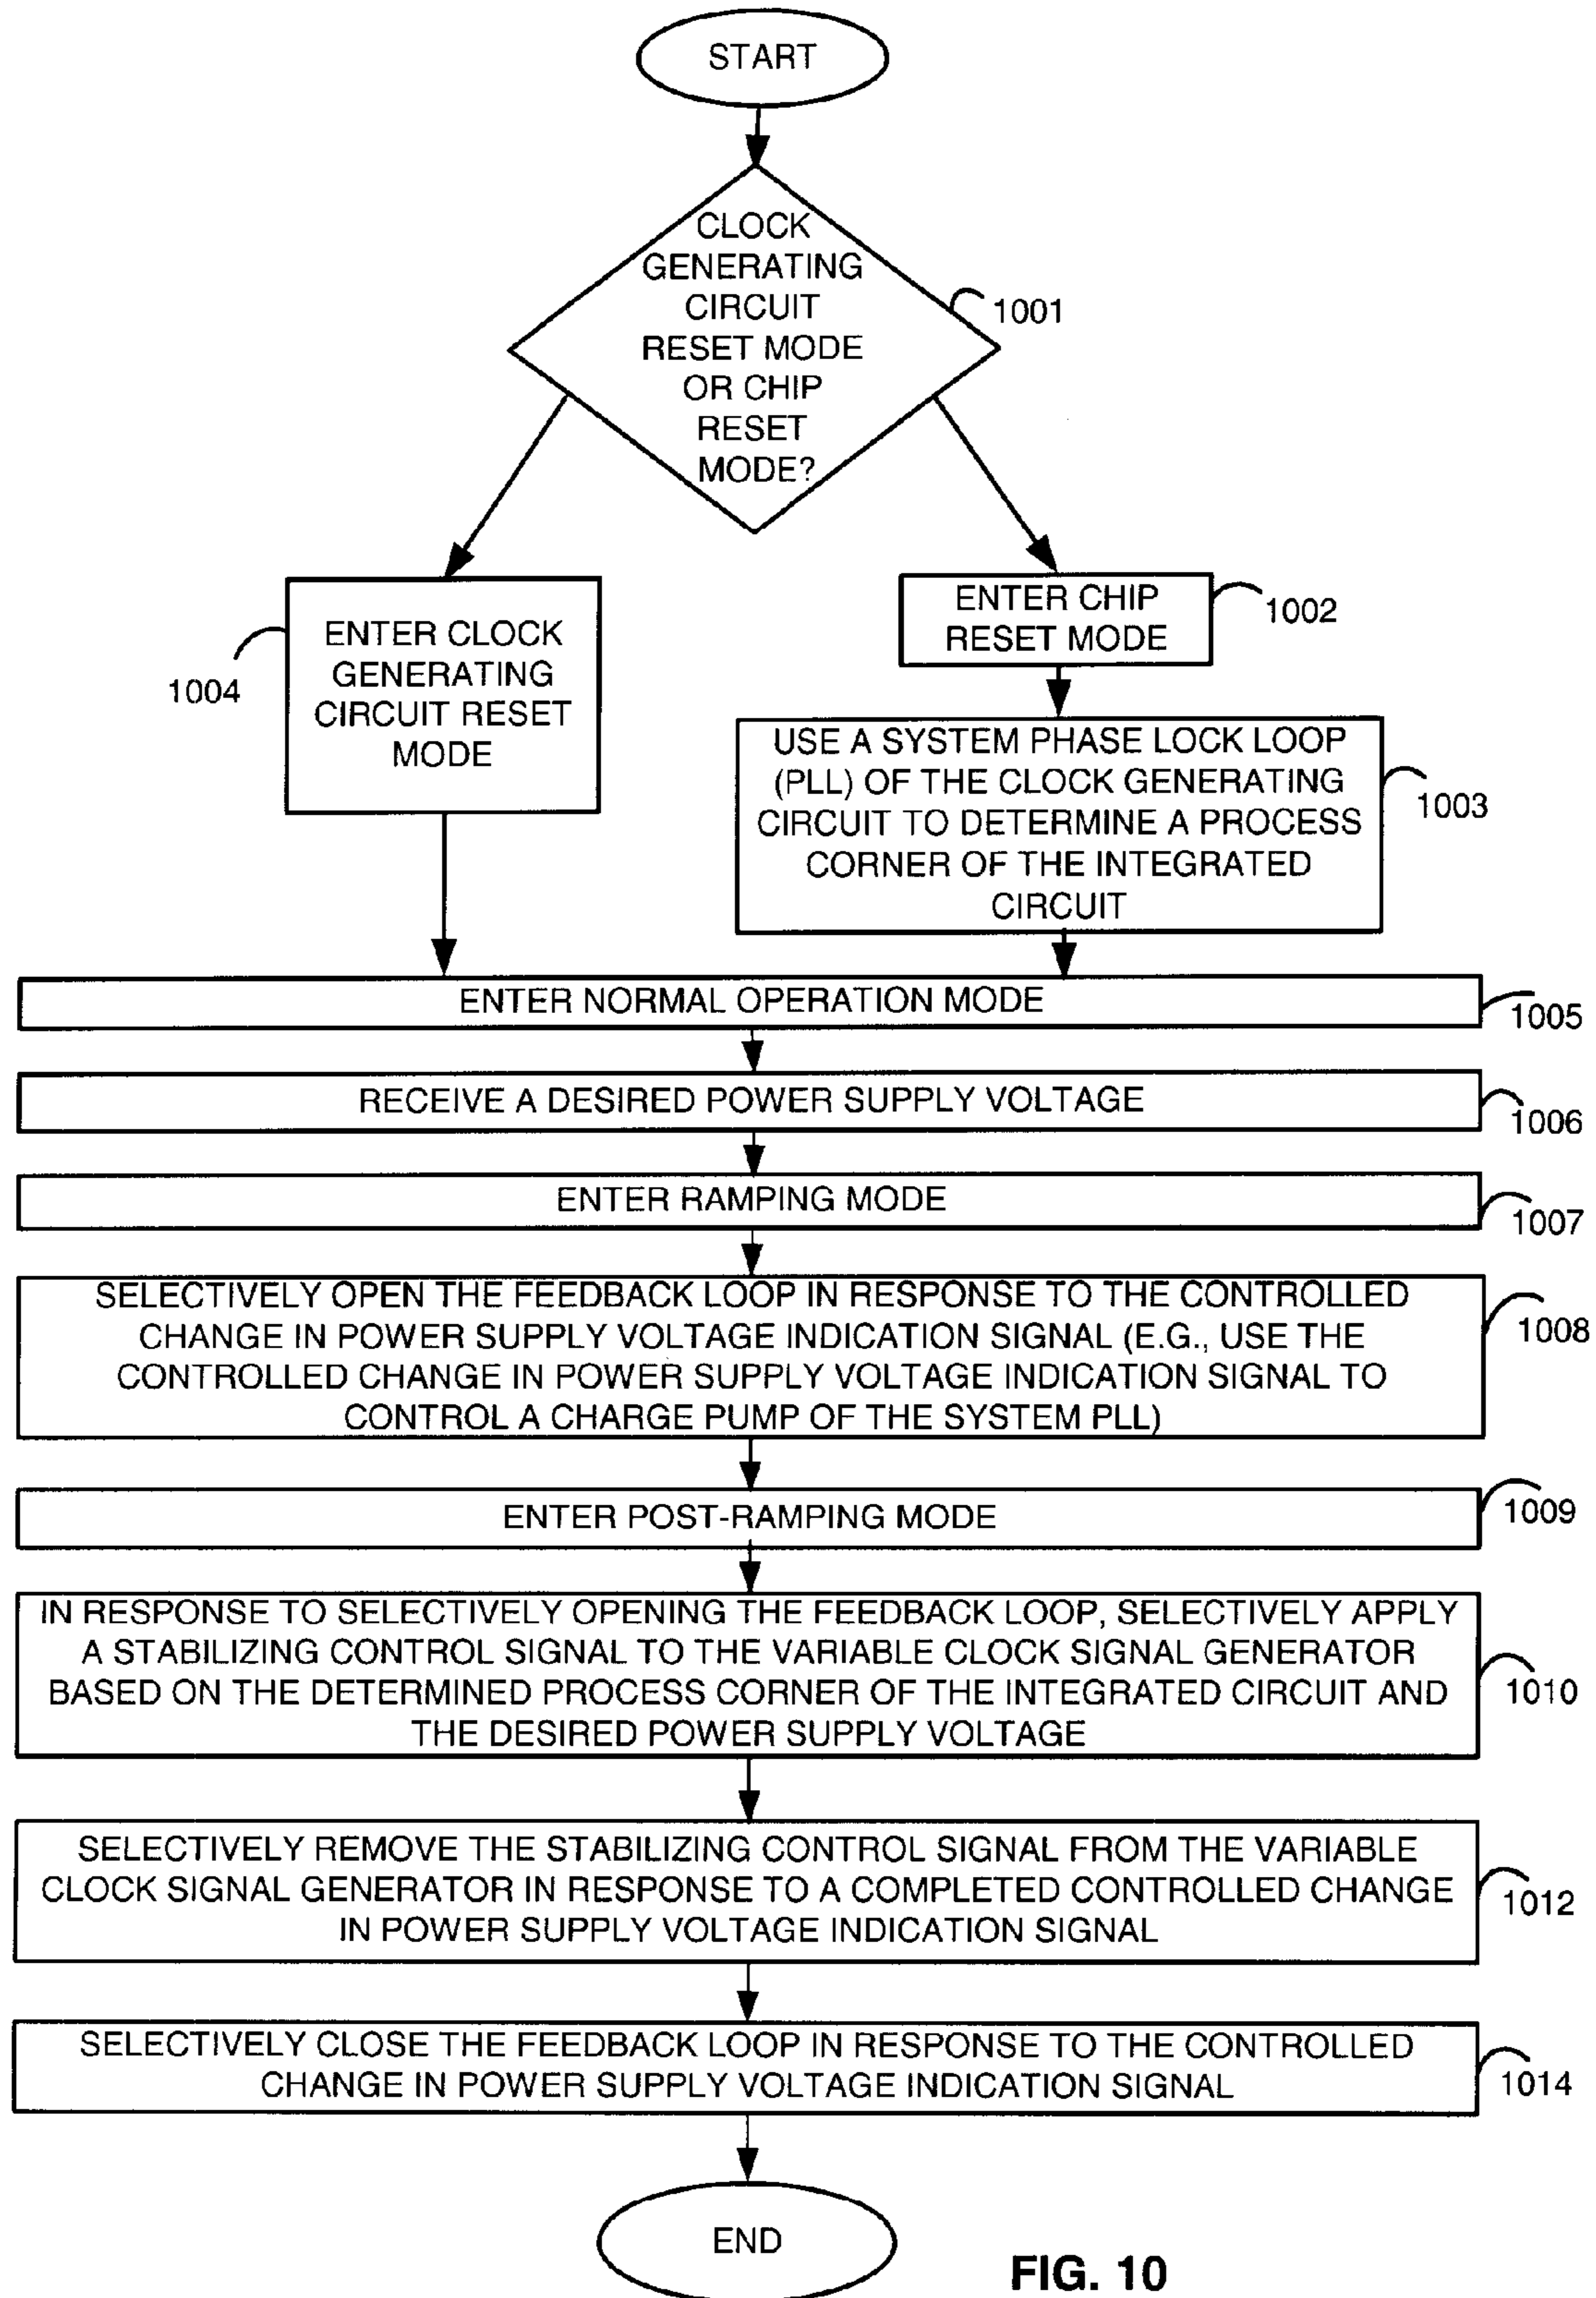 START
CLOCK
GENERATING
CIRCUIT
RESET MODE
OR CHIP
RESET
MODE?
1001
ENTER CLOCK
GENERATING
CIRCUIT RESET
MODE
1004
ENTER CHIP
RESET MODE
1002
USE A SYSTEM PHASE LOCK LOOP
(PLL) OF THE CLOCK GENERATING
CIRCUIT TO DETERMINE A PROCESS
CORNER OF THE INTEGRATED
CIRCUIT
1003
ENTER NORMAL OPERATION MODE
1005
RECEIVE A DESIRED POWER SUPPLY VOLTAGE
1006
ENTER RAMPING MODE
1007
SELECTIVELY OPEN THE FEEDBACK LOOP IN RESPONSE TO THE CONTROLLED
CHANGE IN POWER SUPPLY VOLTAGE INDICATION SIGNAL (E.G., USE THE
CONTROLLED CHANGE IN POWER SUPPLY VOLTAGE INDICATION SIGNAL TO
CONTROL A CHARGE PUMP OF THE SYSTEM PLL)
1008
ENTER POST-RAMPING MODE
1009
IN RESPONSE TO SELECTIVELY OPENING THE FEEDBACK LOOP, SELECTIVELY APPLY
A STABILIZING CONTROL SIGNAL TO THE VARIABLE CLOCK SIGNAL GENERATOR
BASED ON THE DETERMINED PROCESS CORNER OF THE INTEGRATED CIRCUIT AND
THE DESIRED POWER SUPPLY VOLTAGE
1010
SELECTIVELY REMOVE THE STABILIZING CONTROL SIGNAL FROM THE VARIABLE
CLOCK SIGNAL GENERATOR IN RESPONSE TO A COMPLETED CONTROLLED CHANGE
IN POWER SUPPLY VOLTAGE INDICATION SIGNAL
1012
SELECTIVELY CLOSE THE FEEDBACK LOOP IN RESPONSE TO THE CONTROLLED
CHANGE IN POWER SUPPLY VOLTAGE INDICATION SIGNAL
1014
END
FIG. 10